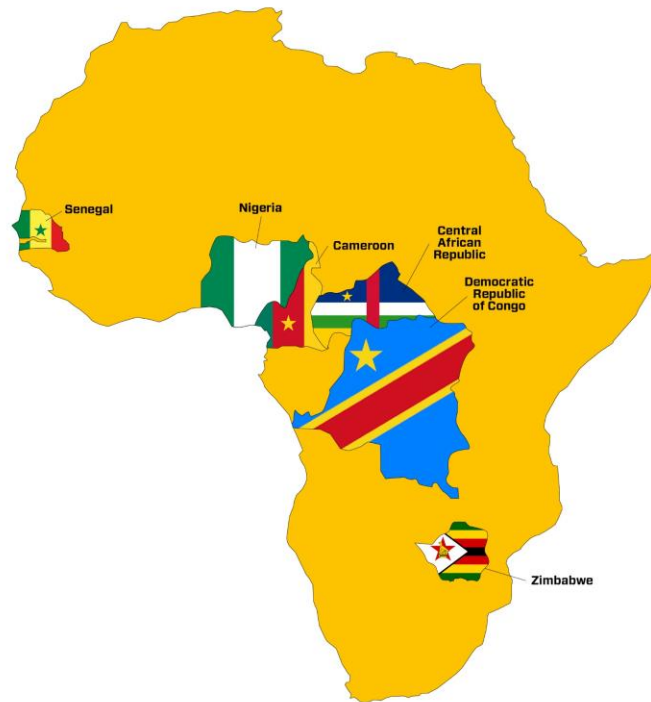 Senegal
Nigeria
Cameroon
Central
African
Republic
Democratic
Republic
of Congo
Zimbabwe